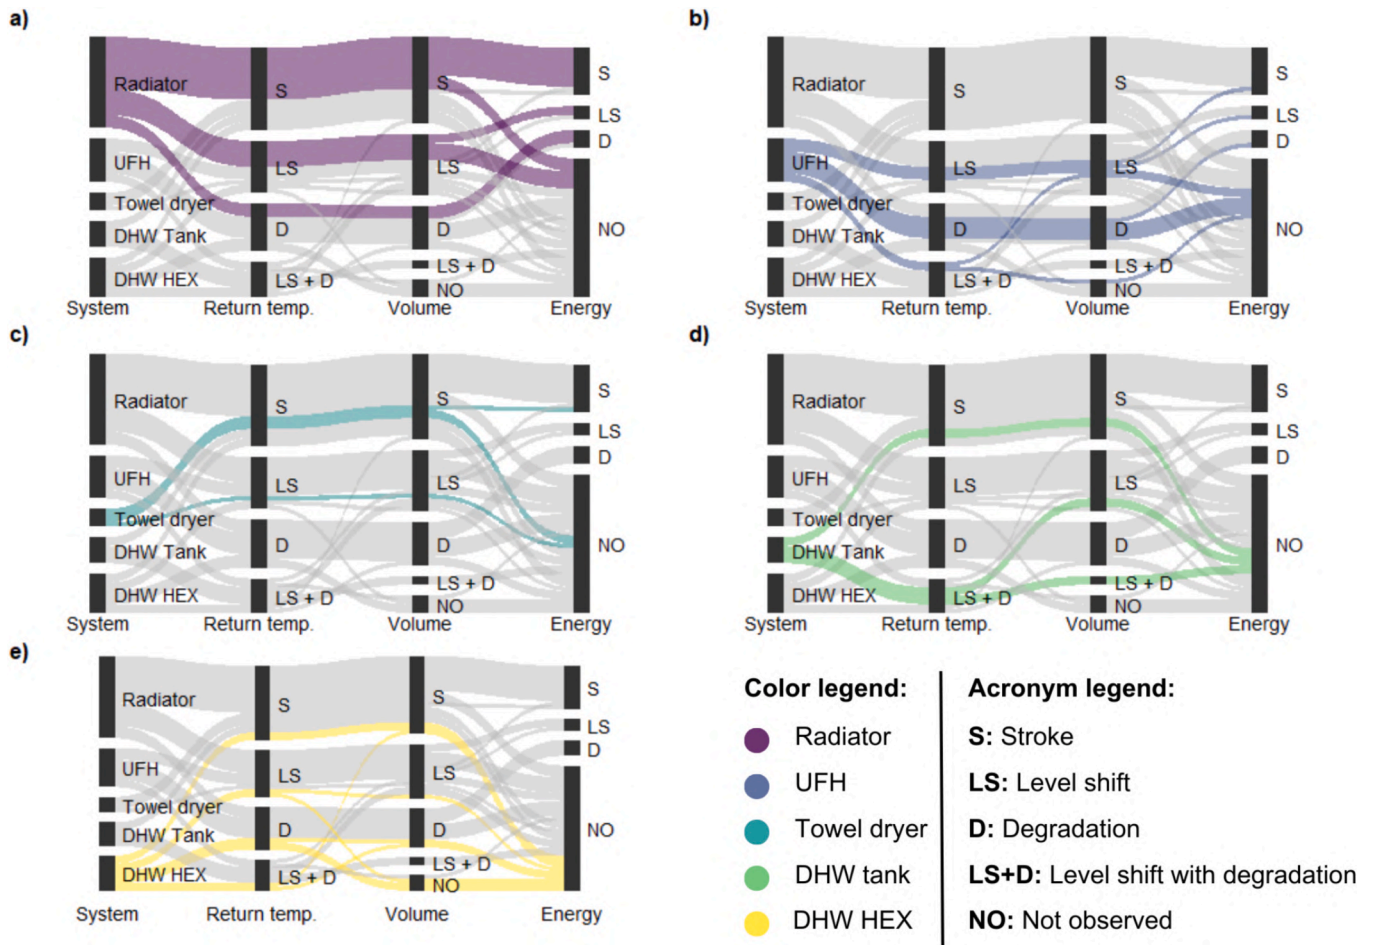 a)
Radiator
UFH
Towel dryer
DHW Tank
DHW HEX
S
LS
D
LS + D
S
LS
D
LS + D
NO
S
LS
D
NO
System Return temp. Volume Energy
b)
Radiator
UFH
Towel dryer
DHW Tank
DHW HEX
S
LS
D
LS + D
S
LS
D
LS + D
NO
S
LS
D
NO
System Return temp. Volume Energy
c)
Radiator
UFH
Towel dryer
DHW Tank
DHW HEX
S
LS
D
LS + D
S
LS
D
LS + D
NO
S
LS
D
NO
System Return temp. Volume Energy
d)
Radiator
UFH
Towel dryer
DHW Tank
DHW HEX
S
LS
D
LS + D
S
LS
D
LS + D
NO
S
LS
D
NO
System Return temp. Volume Energy
e)
Radiator
UFH
Towel dryer
DHW Tank
DHW HEX
S
LS
D
LS + D
S
LS
D
LS + D
NO
S
LS
D
NO
System Return temp. Volume Energy
Color legend:
Radiator
UFH
Towel dryer
DHW tank
DHW HEX
Acronym legend:
S: Stroke
LS: Level shift
D: Degradation
LS+D: Level shift with degradation
NO: Not observed